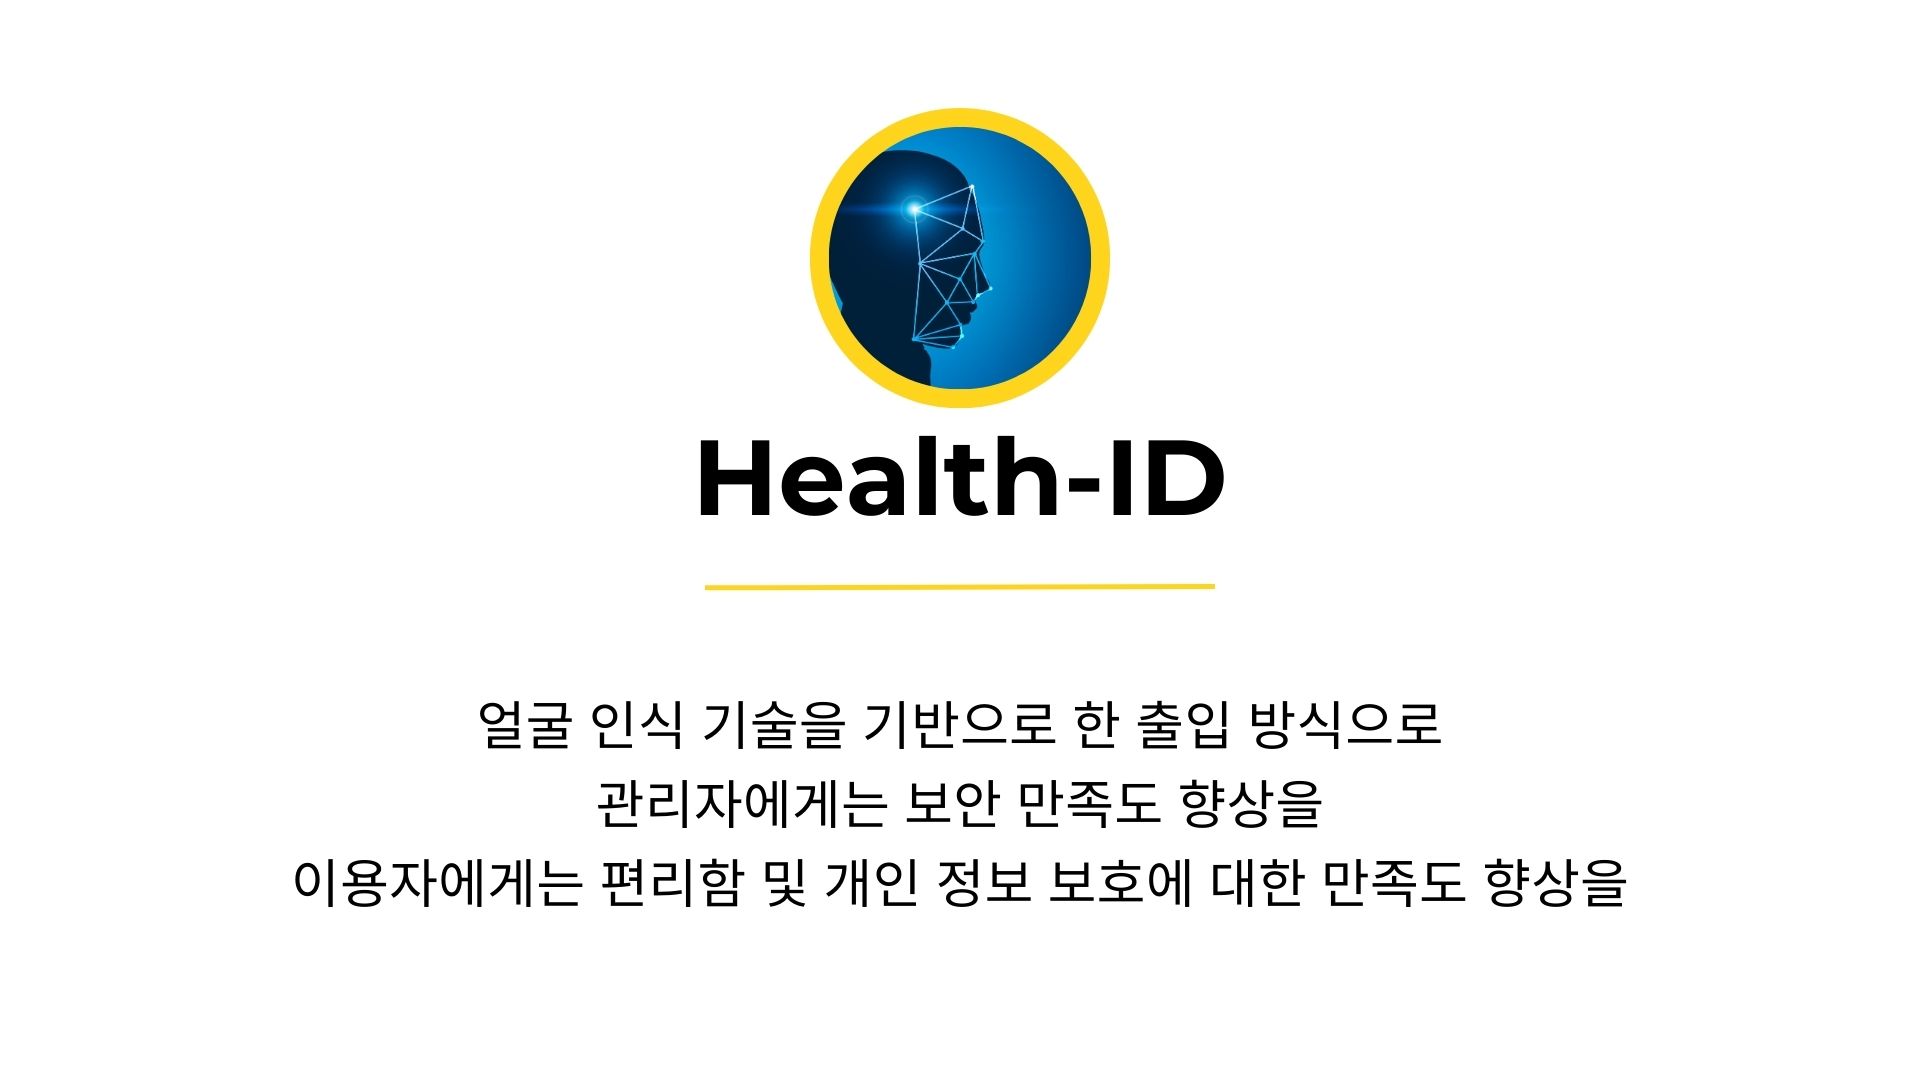 Health-ID
얼굴 인식 기술을 기반으로 한 출입 방식으로
관리자에게는 보안 만족도 향상을
이용자에게는 편리함 및 개인 정보 보호에 대한 만족도 향상을